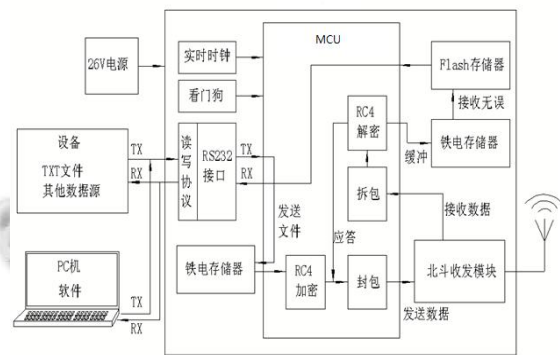 MCU
26V电源
实时时钟
看门狗
Flash存储器
接收无误
RC4
解密
缓冲
铁电存储器
设备
TXT文件
其他数据源
TX
RX
读
写
协
议
RS232
接口
TX
RX
发送
文件
拆包
接收数据
应答
铁电存储器
RC4
加密
封包
北斗收发模块
发送数据
PC机
软件
TX
RX